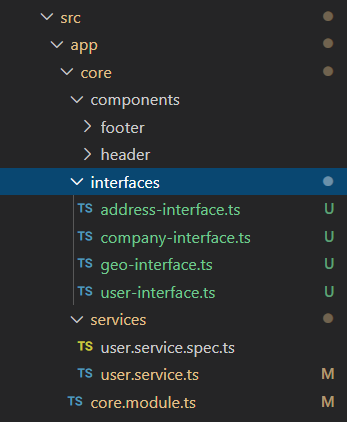 src
app
core
components
footer
header
interfaces
TS address-interface.ts U
TS company-interface.ts U
TS geo-interface.ts U
TS user-interface.ts U
services
TS user.service.spec.ts
TS user.service.ts M
TS core.module.ts M